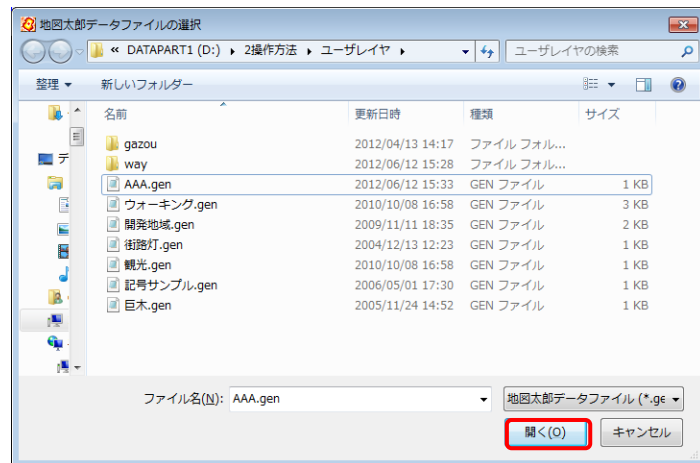 地図太郎データファイルの選択
« DATAPART1 (D:) ▸ 2操作方法 ▸ ユーザレイヤ ▸ ユーザレイヤの検索
整理 ▼ 新しいフォルダー
名前 更新日時 種類 サイズ
gazou 2012/04/13 14:17 ファイル フォル...
way 2012/06/12 15:28 ファイル フォル...
デ AAA.gen 2012/06/12 15:33 GEN ファイル 1 KB
ウォーキング.gen 2010/10/08 16:58 GEN ファイル 3 KB
開発地域.gen 2009/11/11 18:35 GEN ファイル 2 KB
街路灯.gen 2004/12/13 12:23 GEN ファイル 1 KB
観光.gen 2010/10/08 16:58 GEN ファイル 1 KB
記号サンプル.gen 2006/05/01 17:30 GEN ファイル 1 KB
巨木.gen 2005/11/24 14:52 GEN ファイル 1 KB
ファイル名(N): AAA.gen 地図太郎データファイル (*.ge
開く(O) キャンセル